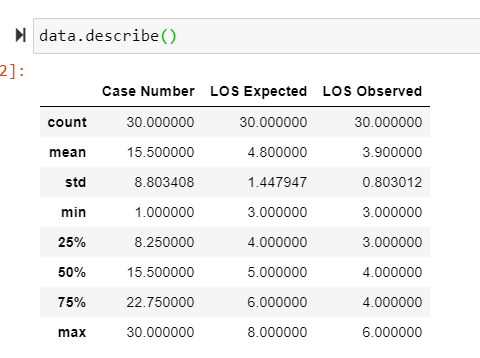 data.describe()
2]:
Case Number LOS Expected LOS Observed
count 30.000000 30.000000 30.000000
mean 15.500000 4.800000 3.900000
std 8.803408 1.447947 0.803012
min 1.000000 3.000000 3.000000
25% 8.250000 4.000000 3.000000
50% 15.500000 5.000000 4.000000
75% 22.750000 6.000000 4.000000
max 30.000000 8.000000 6.000000